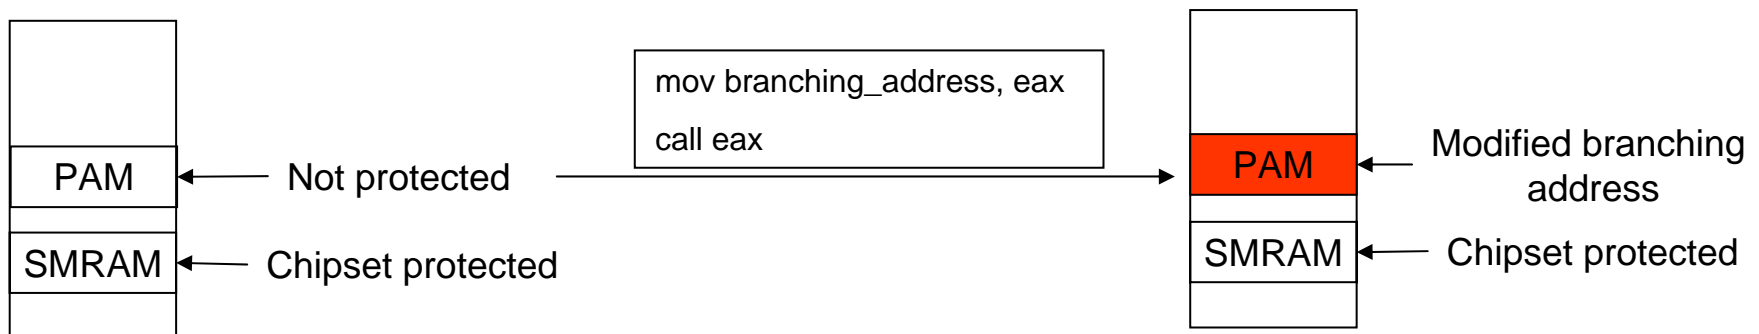 PAM
Not protected
SMRAM
Chipset protected
mov branching_address, eax
call eax
PAM
Modified branching
address
SMRAM
Chipset protected